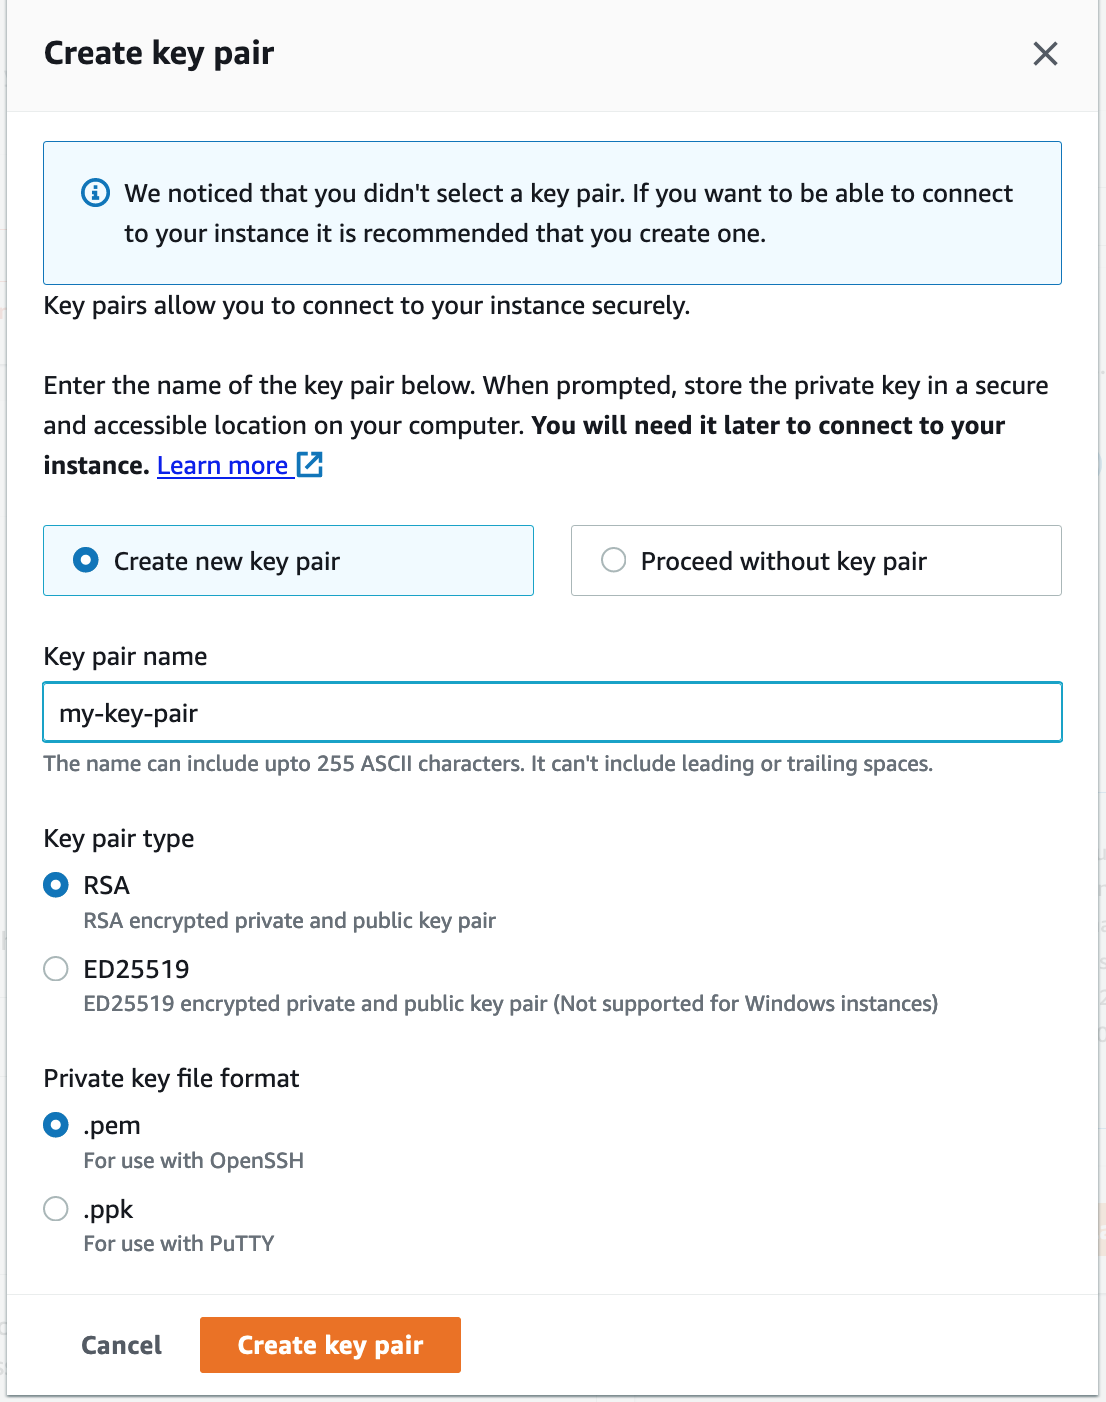 Create key pair
We noticed that you didn't select a key pair. If you want to be able to connect
to your instance it is recommended that you create one.
Key pairs allow you to connect to your instance securely.
Enter the name of the key pair below. When prompted, store the private key in a secure
and accessible location on your computer. You will need it later to connect to your
instance. Learn more
Create new key pair
Proceed without key pair
Key pair name
my-key-pair
The name can include upto 255 ASCII characters. It can't include leading or trailing spaces.
Key pair type
RSA
RSA encrypted private and public key pair
ED25519
ED25519 encrypted private and public key pair (Not supported for Windows instances)
Private key file format
.pem
For use with OpenSSH
.ppk
For use with PuTTY
Cancel
Create key pair